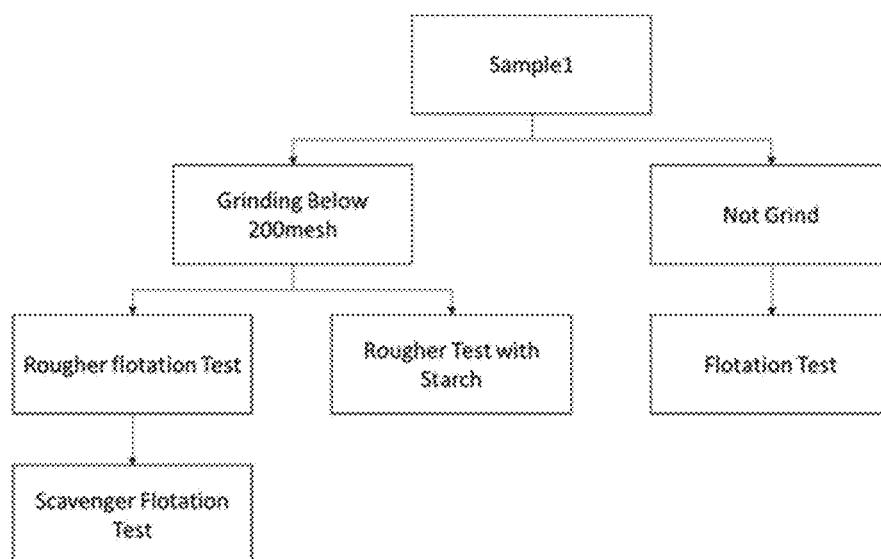 Sample1
Grinding Below
200mesh
Not Grind
Rougher flotation Test
Rougher Test with
Starch
Flotation Test
Scavenger Flotation
Test